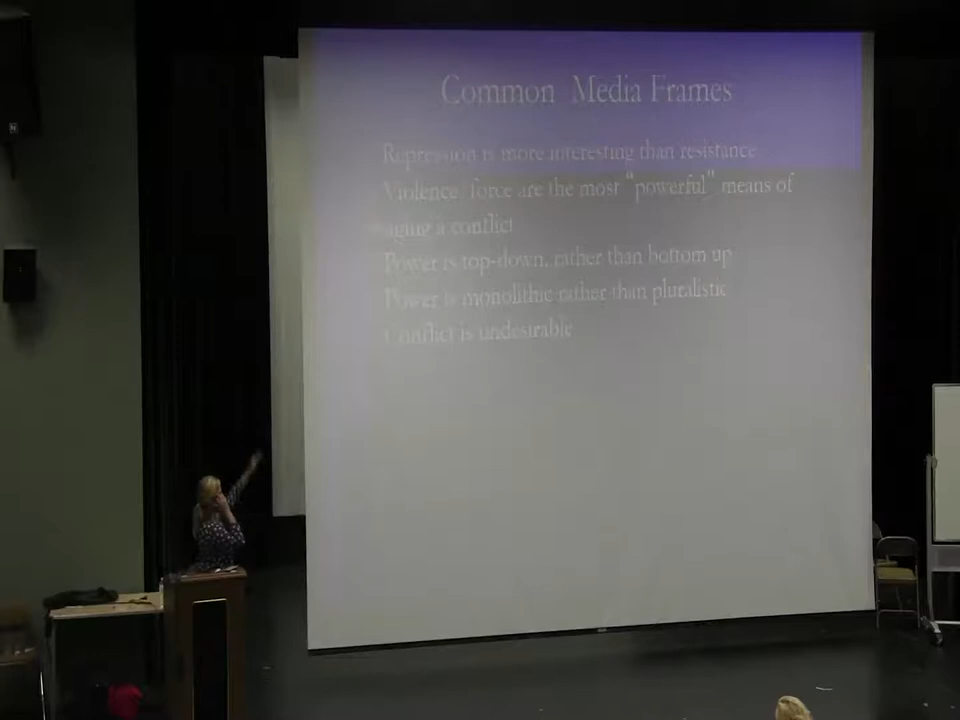 Common Media Frames
Repression is more interesting than resistance
Violence force are the most "powerful" means of
aging a conflict
Power is top-down, rather than bottom up
Power is monolithic rather than pluralistic
Conflict is undesirable